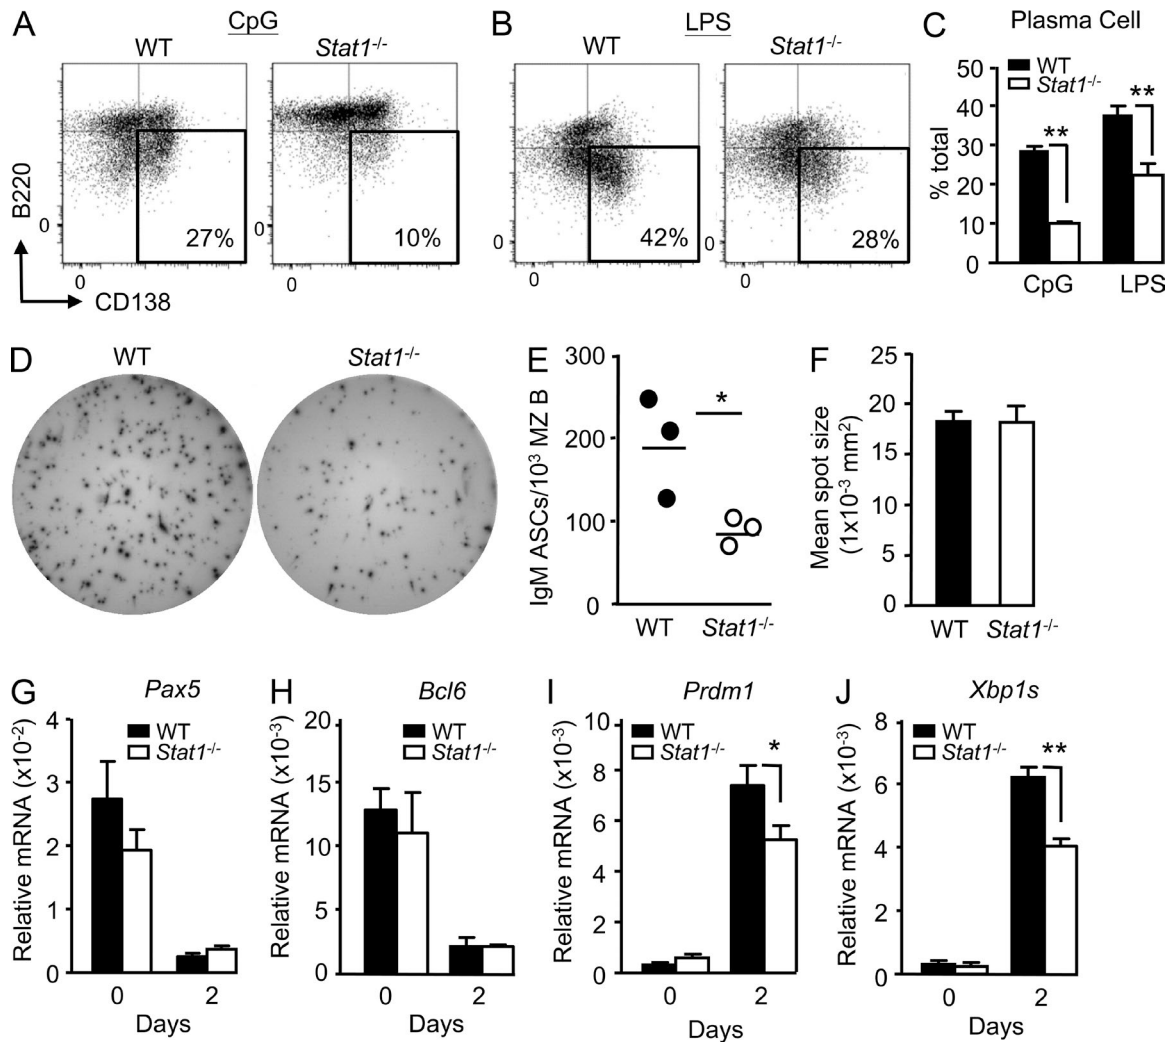 A CpG
WT Stat1-/-
B220
0
27%
10%
0 0
CD138
B LPS
WT Stat1-/-
0
42%
0
28%
0 0
C Plasma Cell
WT
Stat1-/-
% total
50
40
30
20
10
0
** **
CpG LPS
D WT Stat1-/-
E
IgM ASCs/10³ MZ B
300
200
100
0
*
WT Stat1-/-
F
Mean spot size
(1x10⁻³ mm²)
25
20
15
10
5
0
WT Stat1-/-
G Pax5
WT
Stat1-/-
Relative mRNA (x10⁻²)
4
3
2
1
0
0 2
Days
H Bcl6
WT
Stat1-/-
Relative mRNA (x10⁻³)
20
15
10
5
0
0 2
Days
I Prdm1
WT
Stat1-/-
Relative mRNA (x10⁻³)
10
8
6
4
2
0
*
0 2
Days
J Xbp1s
WT
Stat1-/-
Relative mRNA (x10⁻³)
8
6
4
2
0
**
0 2
Days